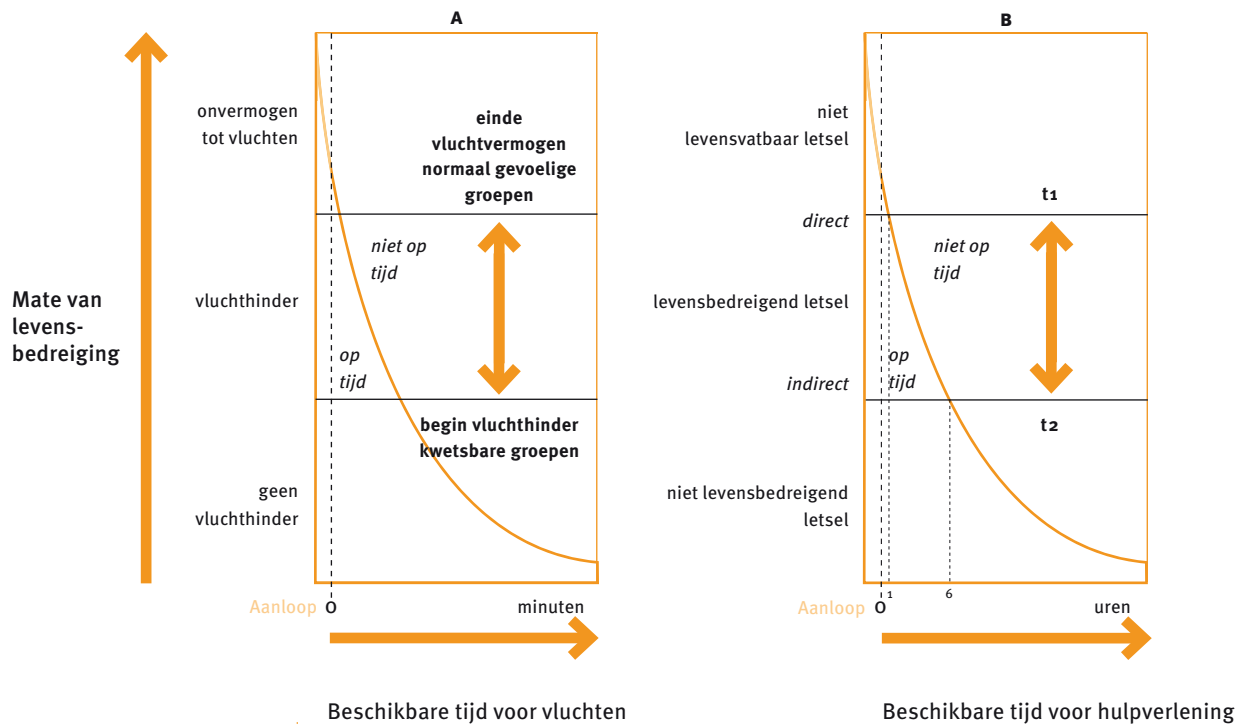 A
B
onvermogen
tot vluchten
einde
vluchtvermogen
normaal gevoelige
groepen
niet
levensvatbaar letsel
t1
direct
niet op
tijd
niet op
tijd
Mate van
levens-
bedreiging
vluchthinder
levensbedreigend letsel
op
tijd
indirect
op
tijd
begin vluchthinder
kwetsbare groepen
t2
geen
vluchthinder
niet levensbedreigend
letsel
Aanloop 0 minuten
Aanloop 0 1 6 uren
Beschikbare tijd voor vluchten
Beschikbare tijd voor hulpverlening